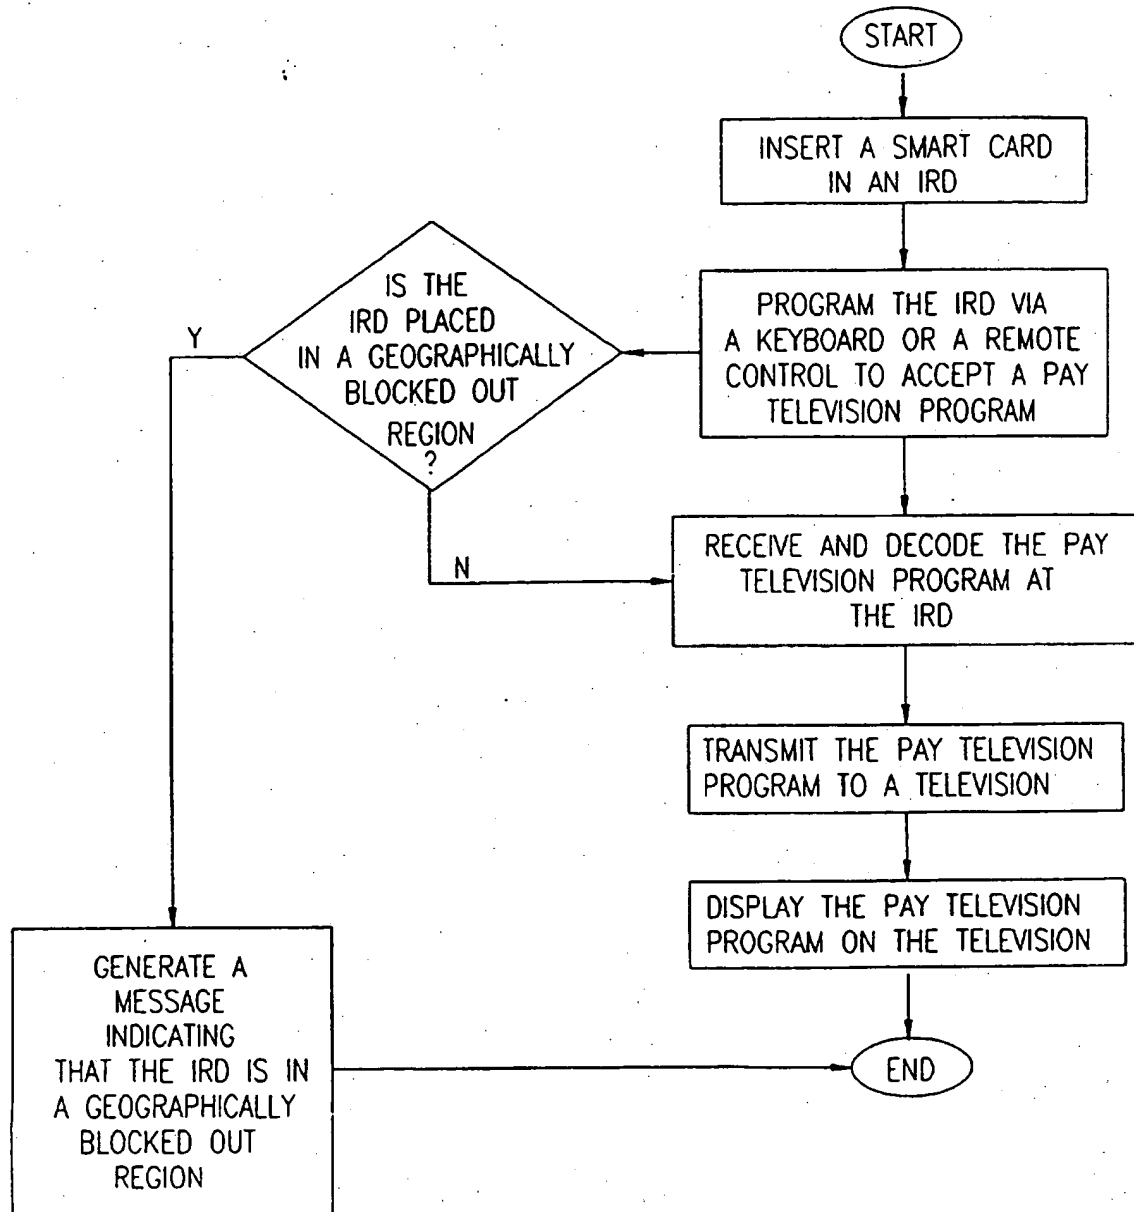 START
INSERT A SMART CARD
IN AN IRD
PROGRAM THE IRD VIA
A KEYBOARD OR A REMOTE
CONTROL TO ACCEPT A PAY
TELEVISION PROGRAM
IS THE
IRD PLACED
IN A GEOGRAPHICALLY
BLOCKED OUT
REGION
?
Y
N
RECEIVE AND DECODE THE PAY
TELEVISION PROGRAM AT
THE IRD
TRANSMIT THE PAY TELEVISION
PROGRAM TO A TELEVISION
DISPLAY THE PAY TELEVISION
PROGRAM ON THE TELEVISION
GENERATE A
MESSAGE
INDICATING
THAT THE IRD IS IN
A GEOGRAPHICALLY
BLOCKED OUT
REGION
END